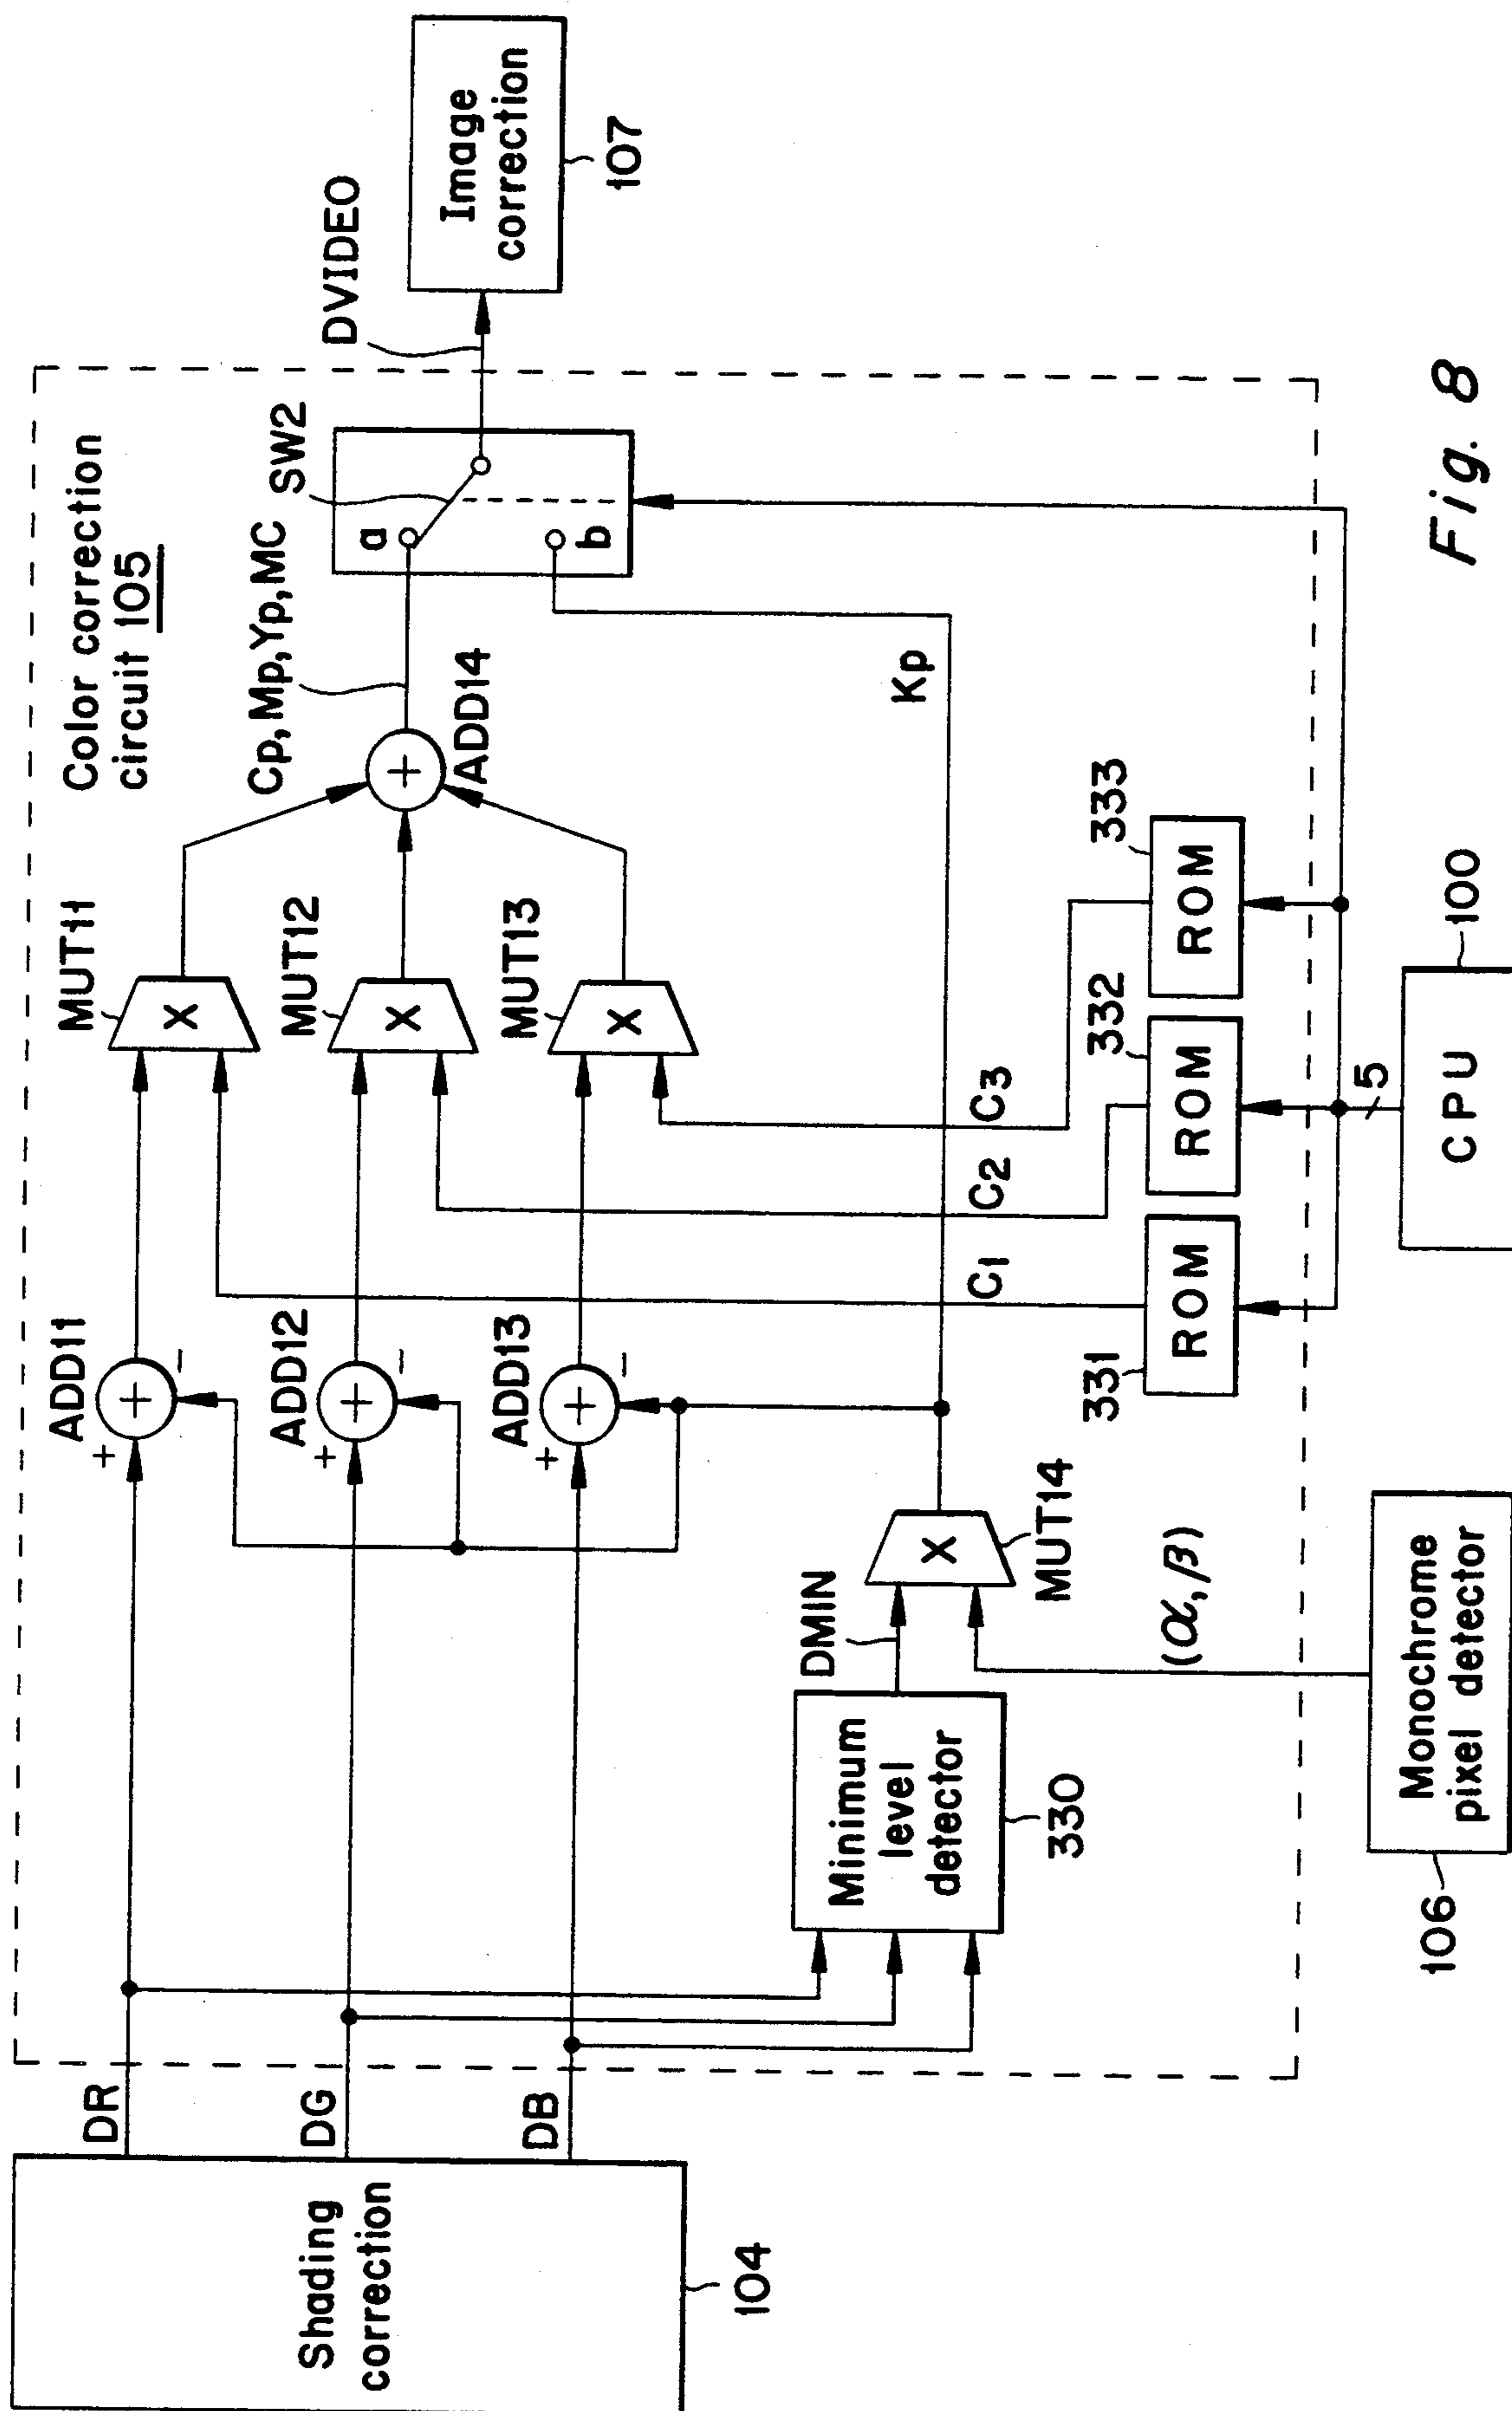 Shading
correction
104
DR
DG
DB
Color correction
circuit 105
ADD11
+
+
−
ADD12
+
+
−
ADD13
+
+
−
MUT11
X
MUT12
X
MUT13
X
ADD14
+
Cp,Mp,Yp,MC
SW2
a
b
DVIDEO
Image
correction
107
Minimum
level
detector
330
DMIN
X
MUT14
(α,β)
Kp
C1
C2
C3
331
ROM
332
ROM
333
ROM
Monochrome
pixel detector
106
5
CPU
100
Fig. 8